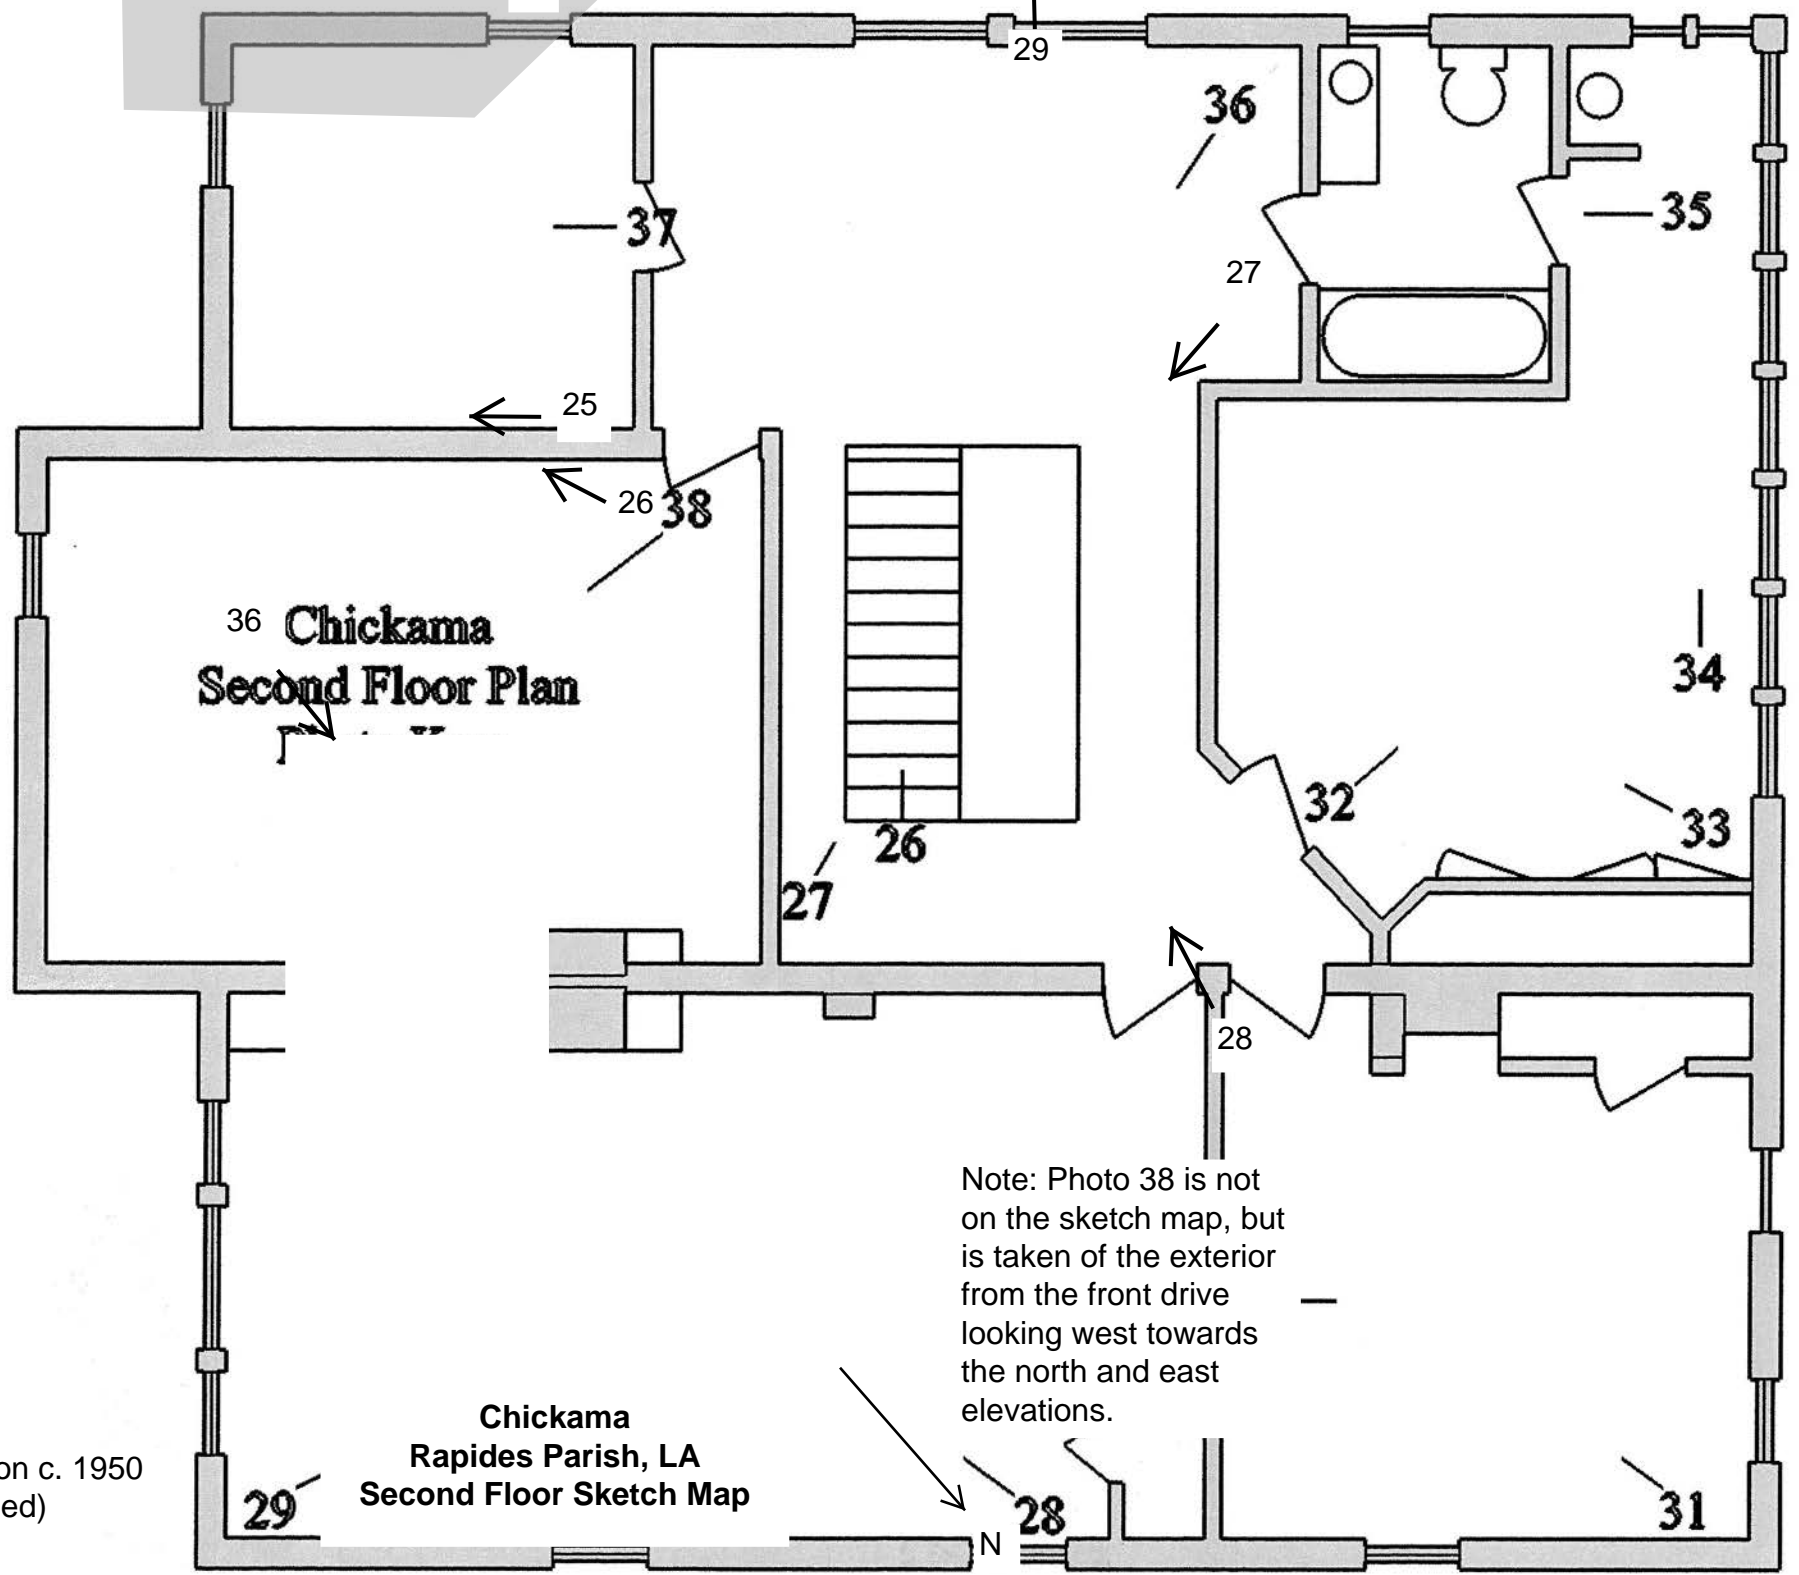 29
36
37
35
27
25
26
38
36
Chickama
Second Floor Plan
34
32
33
26
27
28
Note: Photo 38 is not
on the sketch map, but
is taken of the exterior
from the front drive
looking west towards
the north and east
elevations.
Chickama
Rapides Parish, LA
Second Floor Sketch Map
on c. 1950
ed)
29
28
31
N